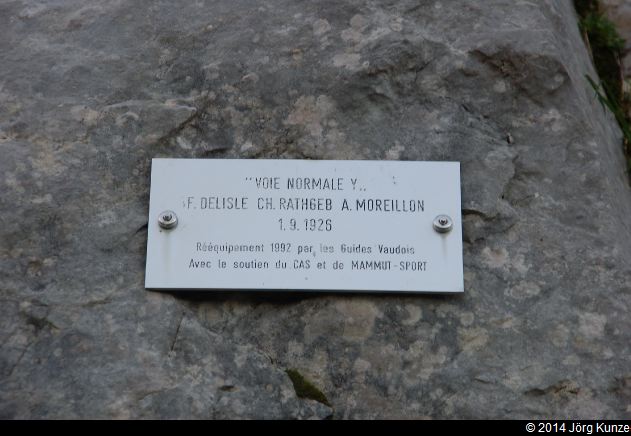 "VOIE NORMALE Y„
F. DELISLE CH. RATHGEB A. MOREILLON
1.9.1926
Rééquipement 1992 par les Guides Vaudois
Avec le soutien du CAS et de MAMMUT-SPORT
© 2014 Jörg Kunze